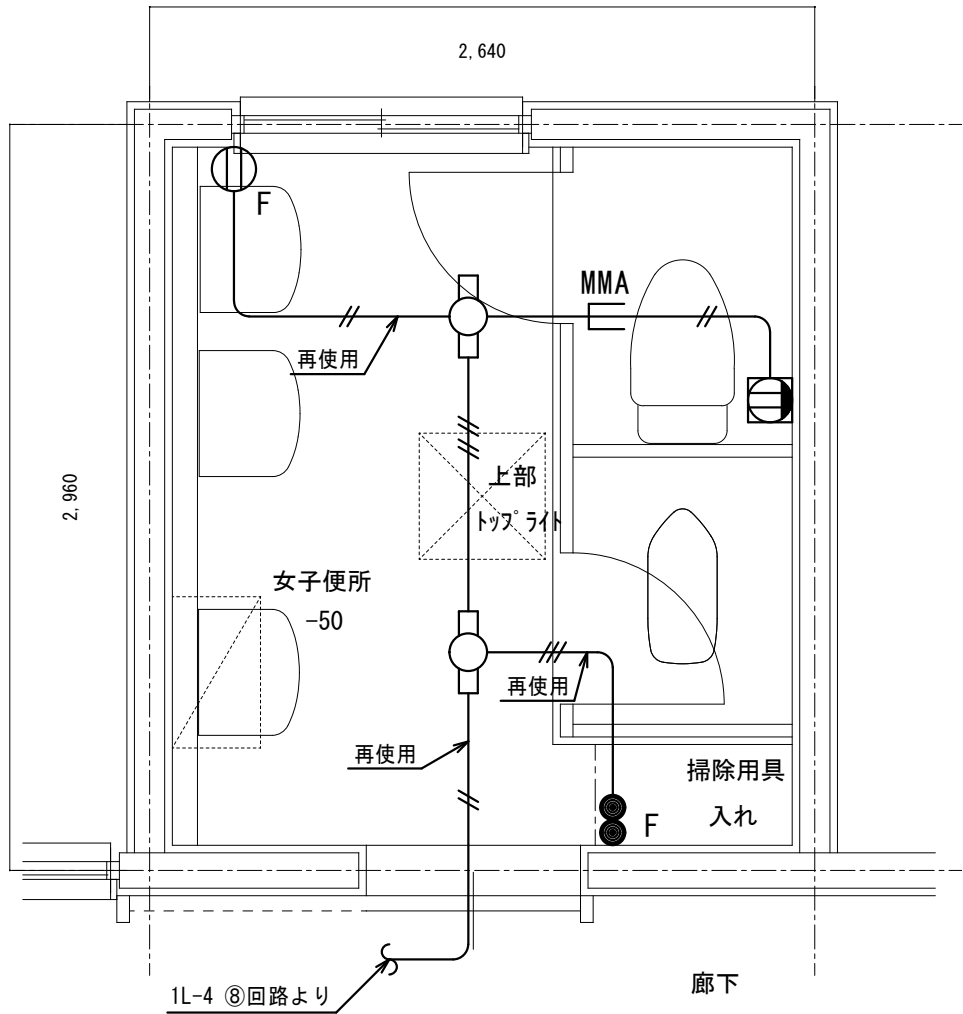 2,640
F
MMA
再使用
2,960
上部
トップライト
女子便所
-50
再使用
再使用
掃除用具
入れ
F
1L-4 ⑧回路より
廊下